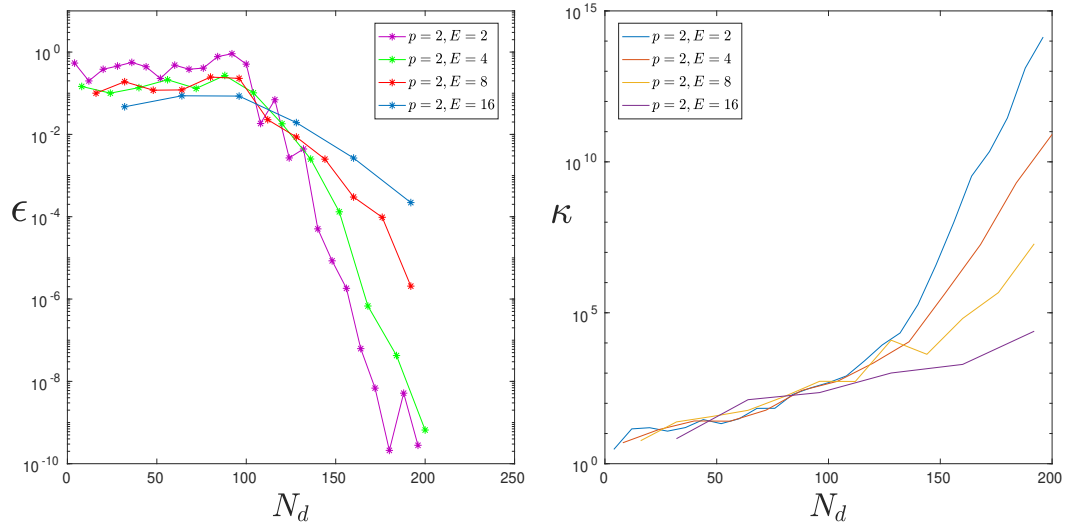 p = 2, E = 2
p = 2, E = 4
p = 2, E = 8
p = 2, E = 16
10^0
10^-2
10^-4
10^-6
10^-8
10^-10
ϵ
0 50 100 150 200 250
N_d
p = 2, E = 2
p = 2, E = 4
p = 2, E = 8
p = 2, E = 16
10^15
10^10
10^5
10^0
κ
0 50 100 150 200
N_d